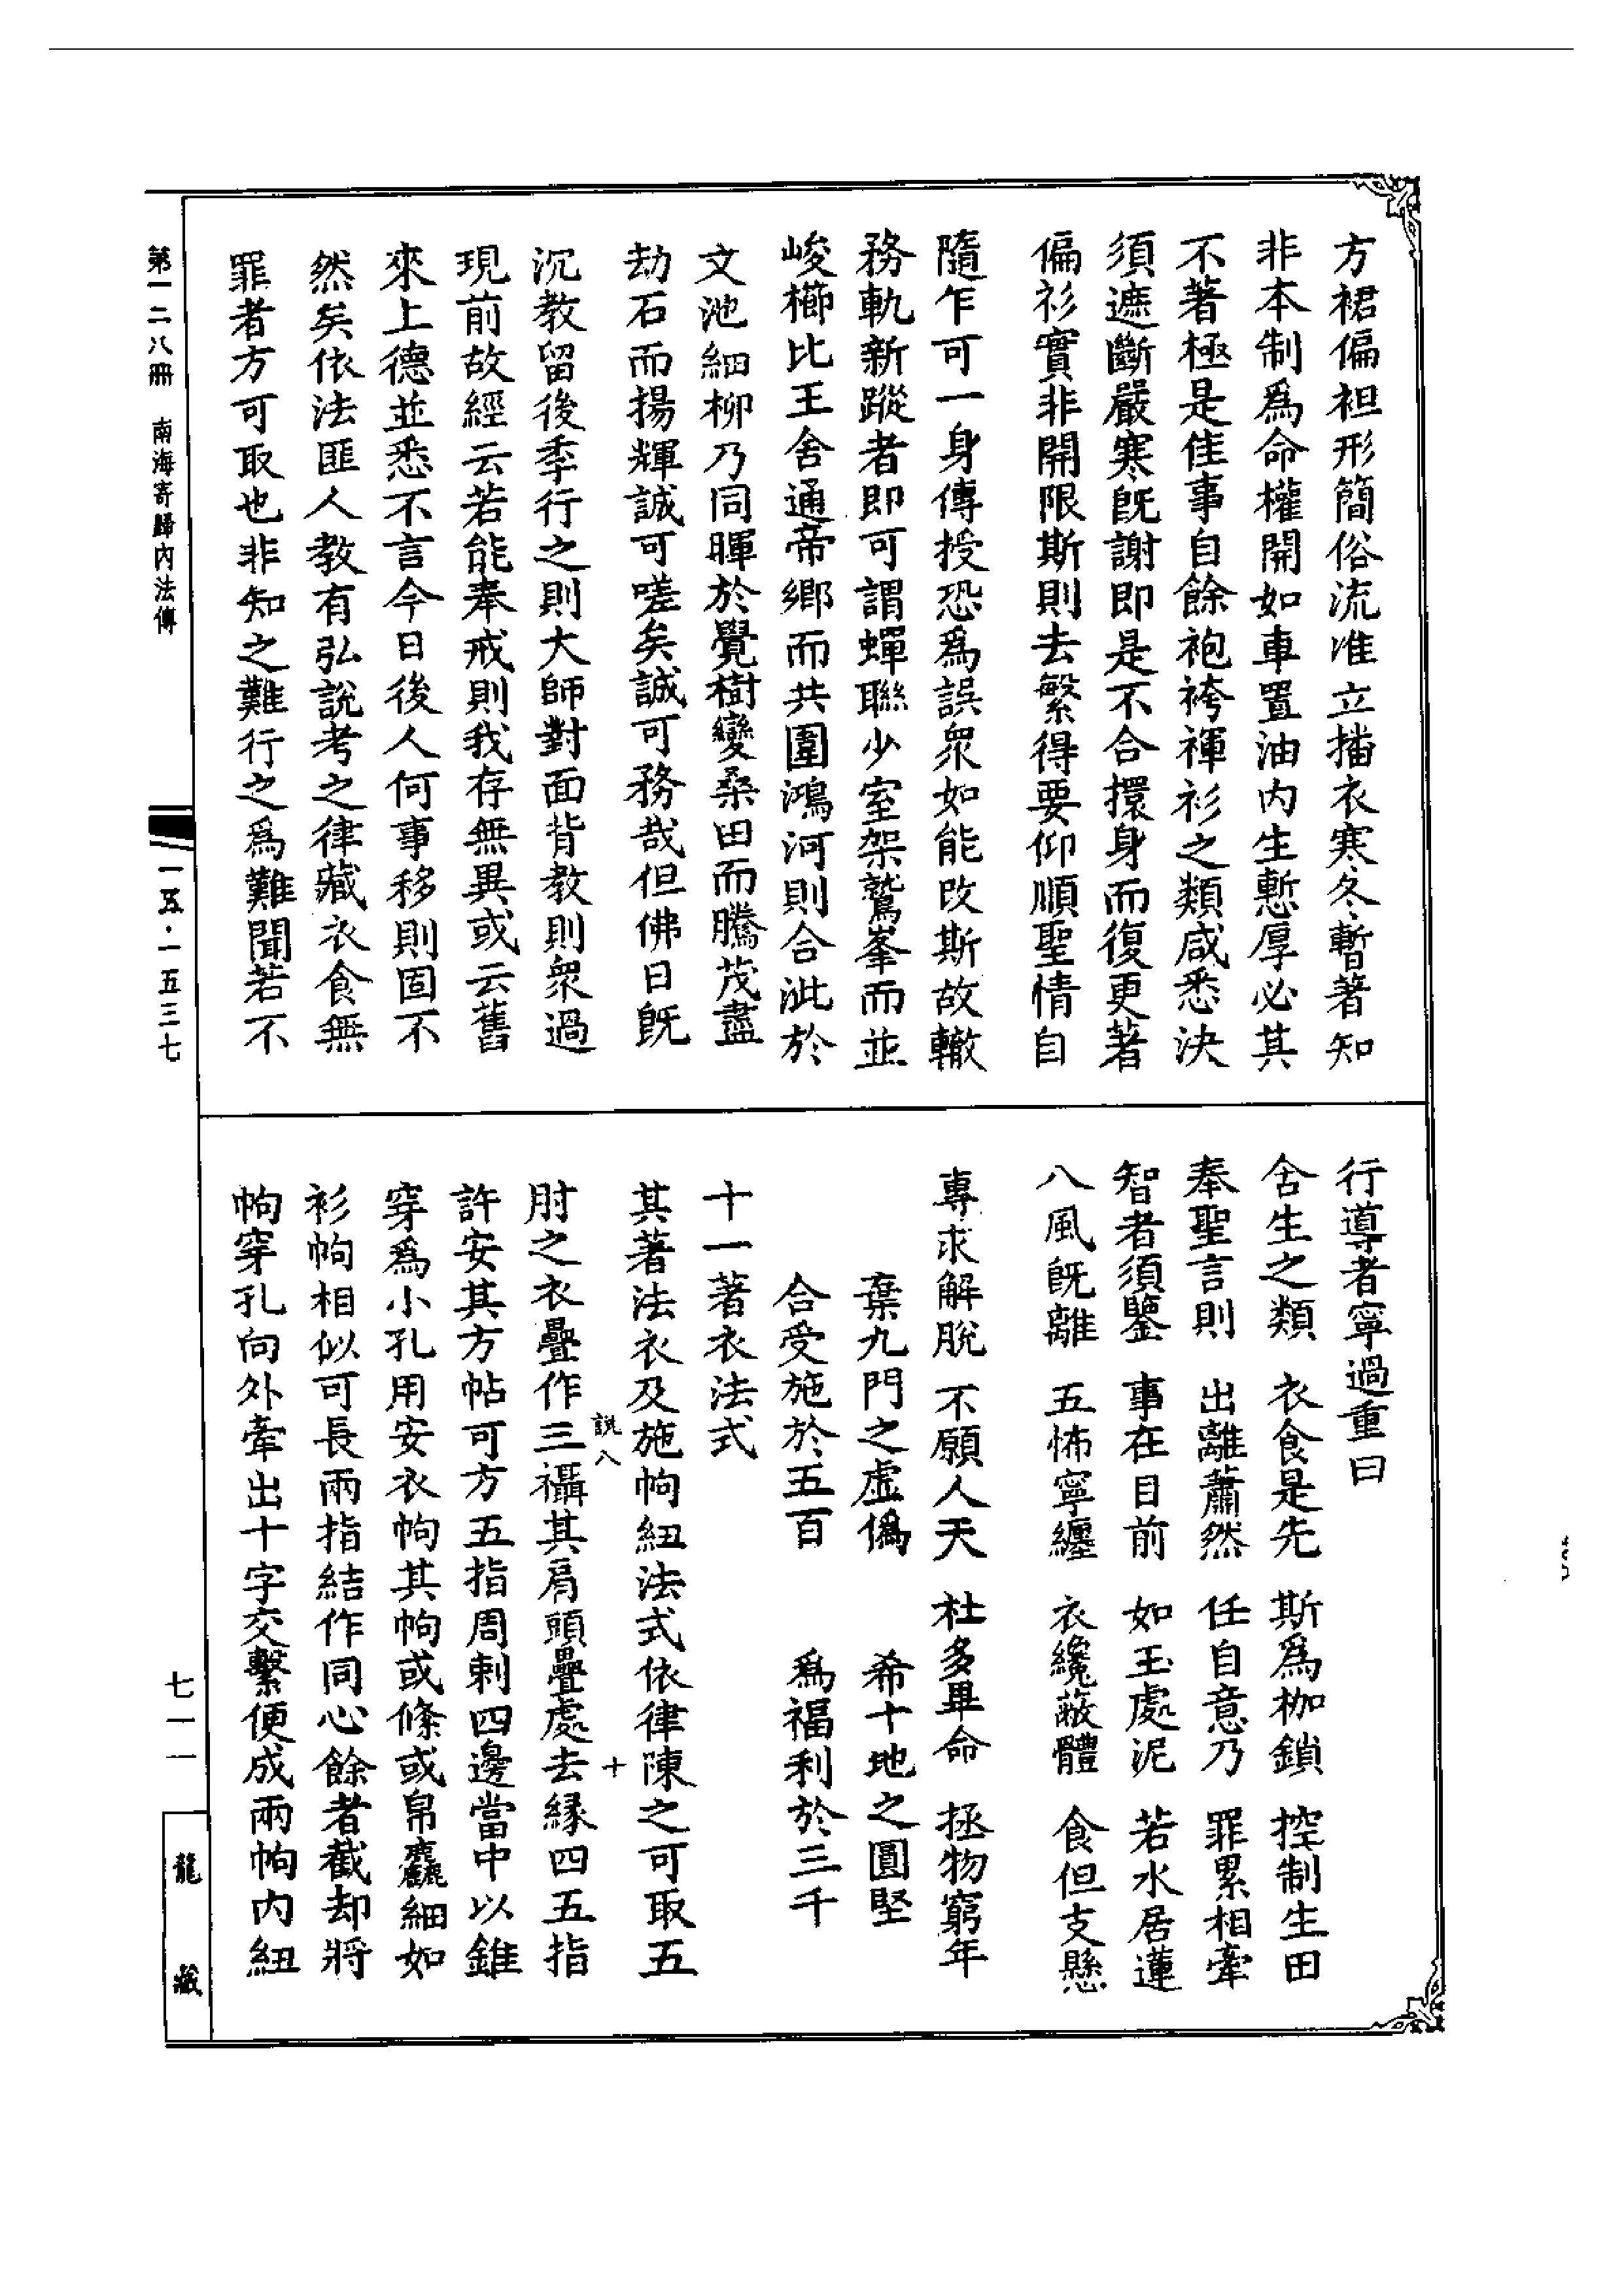 方裙偏袒形簡俗流准立播衣寒冬暫著知
非本制爲命權開如車置油内生慙厚必其
不著極是佳事自餘袍袴褌衫之類咸悉決
須遮斷嚴寒旣謝即是不合擐身而復更著
偏衫實非開限斯則去繁得要仰順聖情自
隨乍可一身傳授恐爲誤衆如能改斯故轍
務軌新蹤者即可謂蟬聯少室架鷲峯而並
峻櫛比王舍通帝鄉而共圍鴻河則合泚於
文池細柳乃同暉於覺樹變桑田而騰茂盡
劫石而揚輝誠可嗟矣誠可務哉但佛日旣
沉教留後季行之則大師對面背教則衆過
現前故經云若能奉戒則我存無異或云舊
來上德並悉不言今日後人何事移則固不
然矣依法匪人教有弘說考之律藏衣食無
罪者方可取也非知之難行之爲難聞若不
行導者寧過重曰
含生之類　衣食是先　斯爲枷鎖　控制生田
奉聖言則　出離蕭然　任自意乃　罪累相牽
智者須鑒　事在目前　如玉處泥　若水居蓮
八風旣離　五怖寧纏　衣纔蔽體　食但支懸
專求解脫　不願人天　杜多畢命　拯物窮年
棄九門之虛僞　希十地之圓堅
合受施於五百　爲福利於三千
十一著衣法式
其著法衣及施帉紐法式依律陳之可取五
說八　十
肘之衣疊作三襵其肩頭疊處去緣四五指
許安其方帖可方五指周刺四邊當中以錐
穿爲小孔用安衣帉其帉或絛或帛麤細如
衫帉相似可長兩指結作同心餘者截却將
帉穿孔向外牽出十字交繫便成兩帉内紐
第一二八冊　南海寄歸内法傳
一五·一五三七
七一一
龍藏